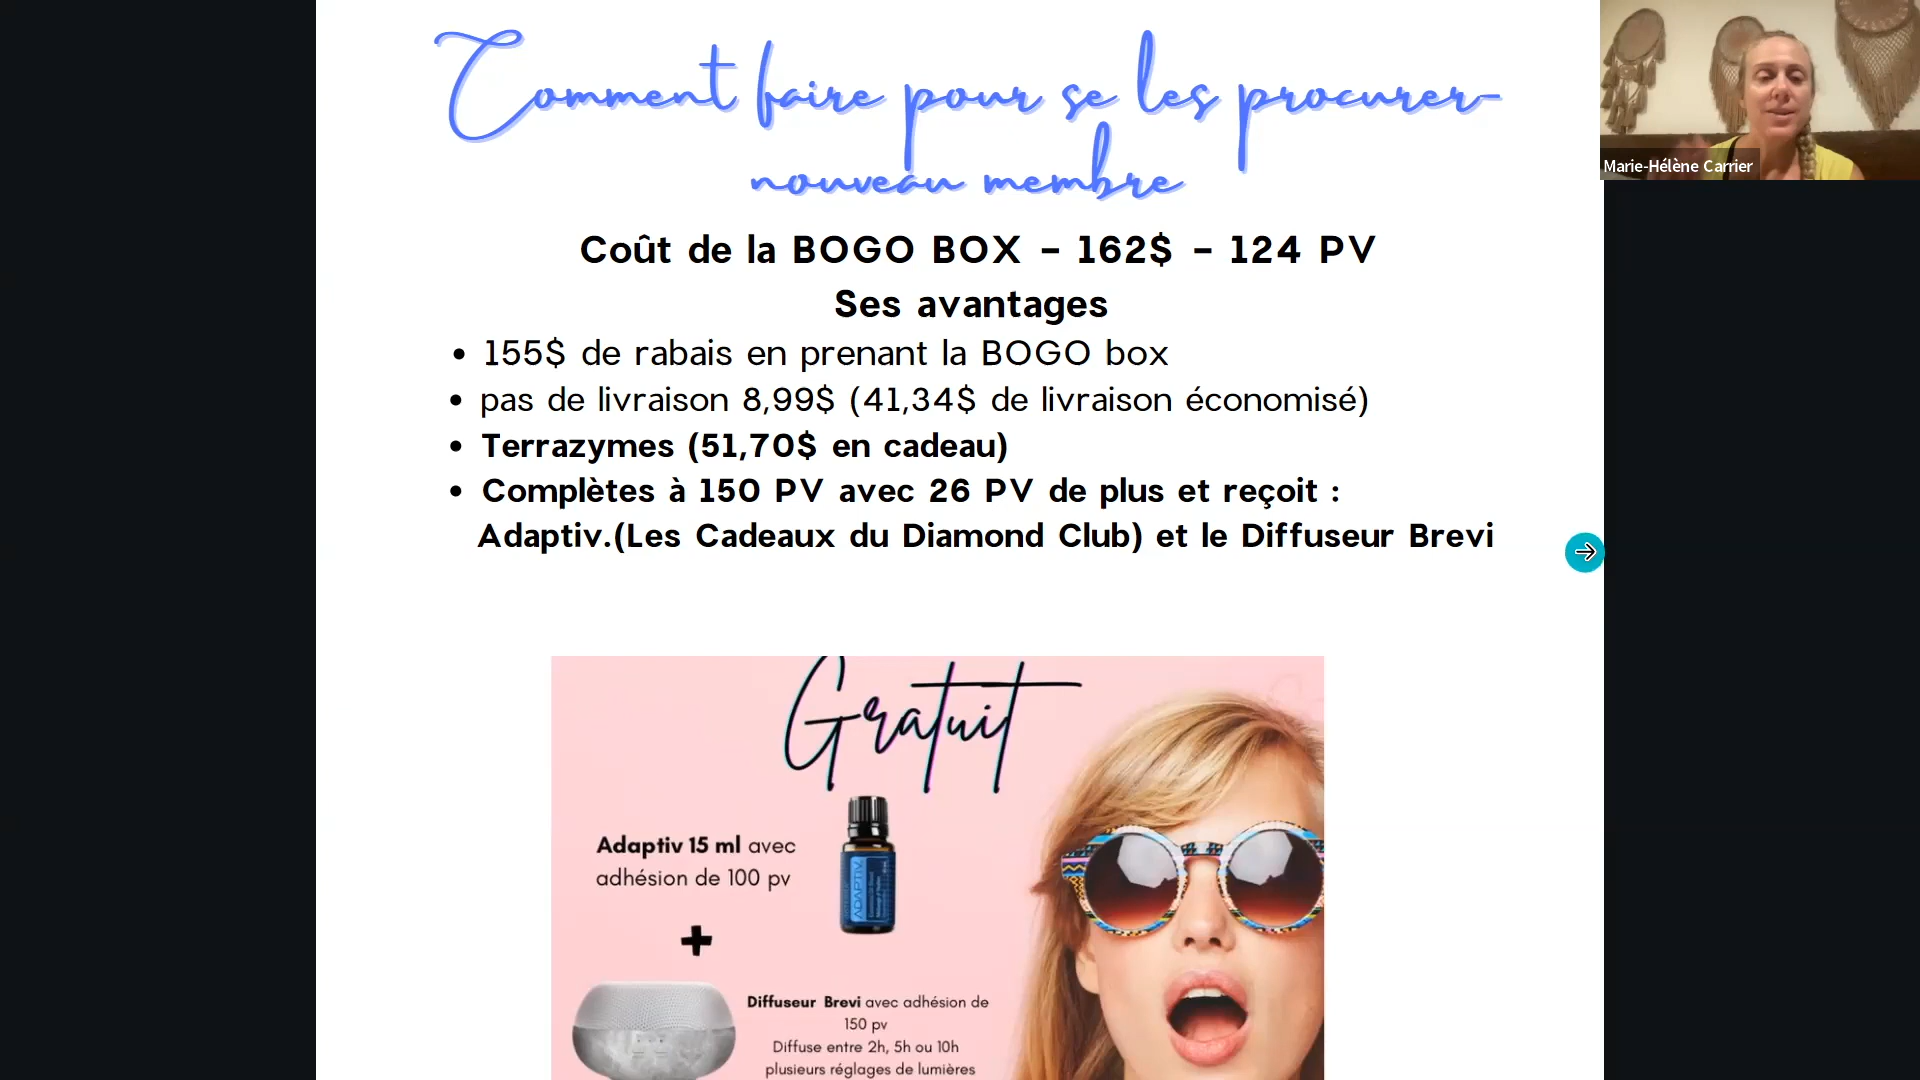 Comment faire pour se les procurer-
nouveau membre
Coût de la BOGO BOX - 162$ - 124 PV
Ses avantages
• 155$ de rabais en prenant la BOGO box
• pas de livraison 8,99$ (41,34$ de livraison économisé)
• Terrazymes (51,70$ en cadeau)
• Complètes à 150 PV avec 26 PV de plus et reçoit :
Adaptiv.(Les Cadeaux du Diamond Club) et le Diffuseur Brevi
Marie-Hélène Carrier
Gratuit
Adaptiv 15 ml avec
adhésion de 100 pv
ADAPTIV
+
Diffuseur Brevi avec adhésion de
150 pv
Diffuse entre 2h, 5h ou 10h
plusieurs réglages de lumières